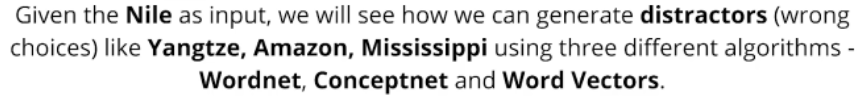 Given the Nile as input, we will see how we can generate distractors (wrong
choices) like Yangtze, Amazon, Mississippi using three different algorithms -
Wordnet, Conceptnet and Word Vectors.